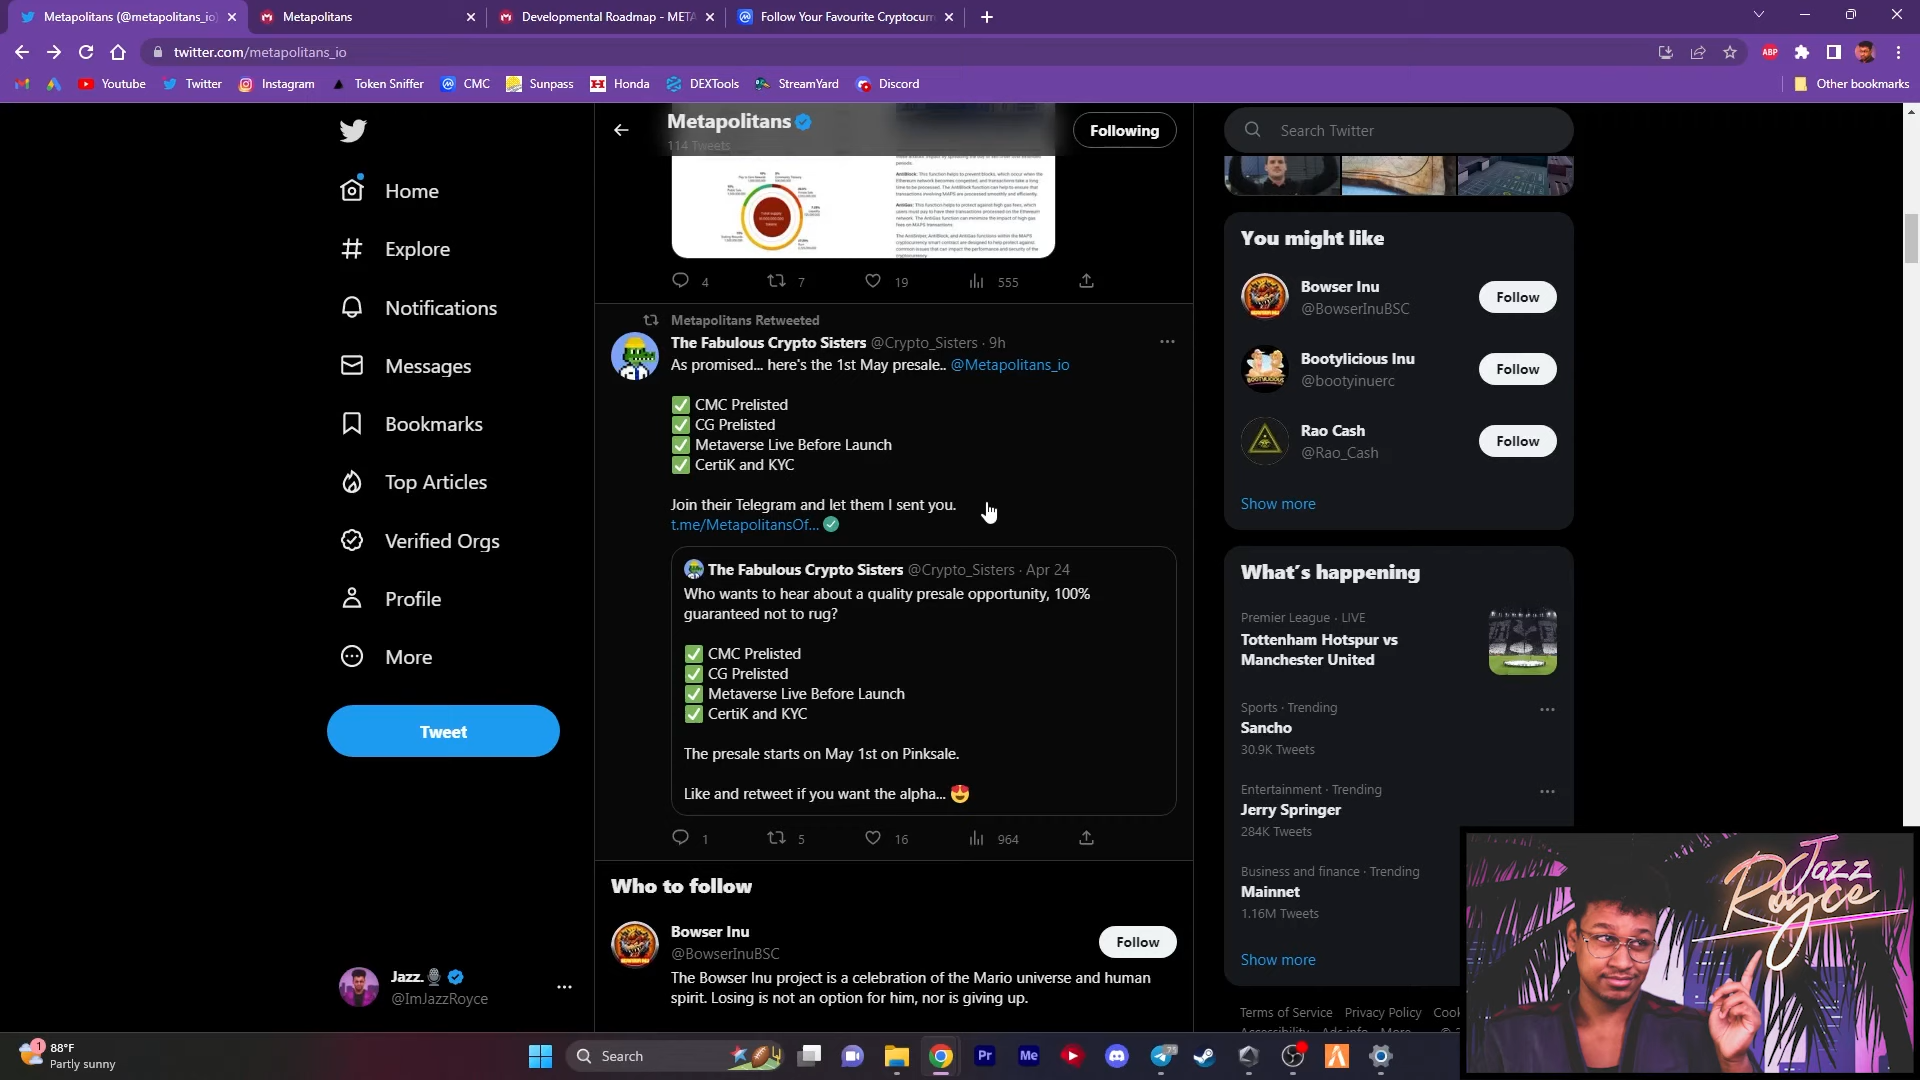 Metapolitans (@metapolitans_io)
Metapolitans
Developmental Roadmap - META
Follow Your Favourite Cryptocurr
twitter.com/metapolitans_io
ABP
Youtube
Twitter
Instagram
Token Sniffer
CMC
Sunpass
Honda
DEXTools
StreamYard
Discord
Other bookmarks
Home
Explore
Notifications
Messages
Bookmarks
Top Articles
Verified Orgs
Profile
More
Tweet
Jazz.
@ImJazzRoyce
Metapolitans
114 Tweets
Following
4
7
19
555
Metapolitans Retweeted
The Fabulous Crypto Sisters @Crypto_Sisters · 9h
As promised... here's the 1st May presale.. @Metapolitans_io
CMC Prelisted
CG Prelisted
Metaverse Live Before Launch
CertiK and KYC
Join their Telegram and let them I sent you.
t.me/MetapolitansOf...
The Fabulous Crypto Sisters @Crypto_Sisters · Apr 24
Who wants to hear about a quality presale opportunity, 100%
guaranteed not to rug?
CMC Prelisted
CG Prelisted
Metaverse Live Before Launch
CertiK and KYC
The presale starts on May 1st on Pinksale.
Like and retweet if you want the alpha...
1
5
16
964
Who to follow
Bowser Inu
@BowserInuBSC
Follow
The Bowser Inu project is a celebration of the Mario universe and human
spirit. Losing is not an option for him, nor is giving up.
Search Twitter
You might like
Bowser Inu
@BowserInuBSC
Follow
Bootylicious Inu
@bootyinuerc
Follow
Rao Cash
@Rao_Cash
Follow
Show more
What's happening
Premier League · LIVE
Tottenham Hotspur vs
Manchester United
Sports · Trending
Sancho
30.9K Tweets
Entertainment · Trending
Jerry Springer
284K Tweets
Business and finance · Trending
Mainnet
1.16M Tweets
Show more
Terms of Service Privacy Policy
Jazz
Royce
1
88°F
Partly sunny
Search
Pr
Me
75